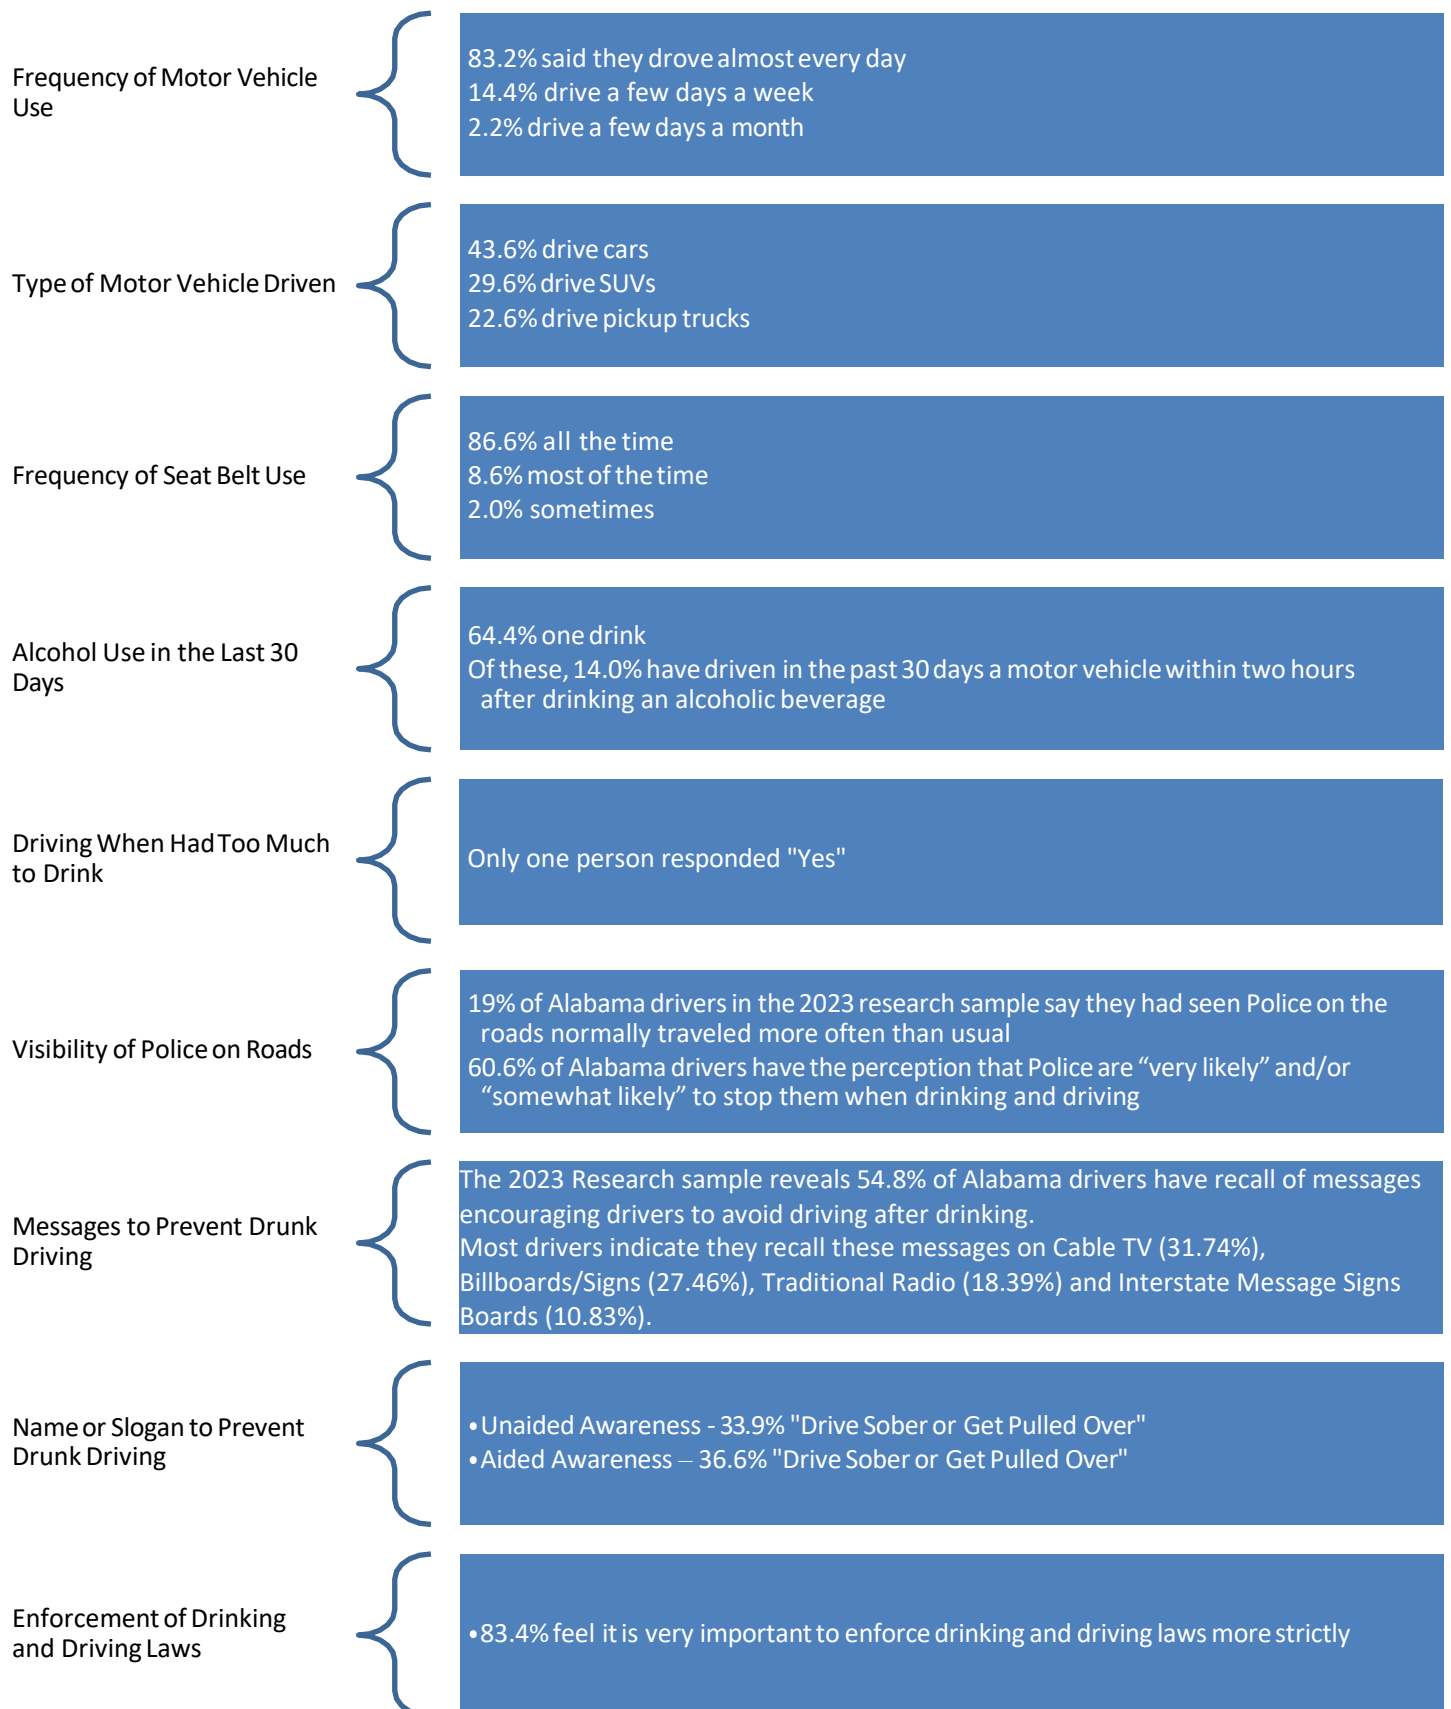 Frequency of Motor Vehicle
Use
83.2% said they drove almost every day
14.4% drive a few days a week
2.2% drive a few days a month
Type of Motor Vehicle Driven
43.6% drive cars
29.6% drive SUVs
22.6% drive pickup trucks
Frequency of Seat Belt Use
86.6% all the time
8.6% most of the time
2.0% sometimes
Alcohol Use in the Last 30
Days
64.4% one drink
Of these, 14.0% have driven in the past 30 days a motor vehicle within two hours
after drinking an alcoholic beverage
Driving When Had Too Much
to Drink
Only one person responded "Yes"
Visibility of Police on Roads
19% of Alabama drivers in the 2023 research sample say they had seen Police on the
roads normally traveled more often than usual
60.6% of Alabama drivers have the perception that Police are “very likely” and/or
“somewhat likely” to stop them when drinking and driving
Messages to Prevent Drunk
Driving
The 2023 Research sample reveals 54.8% of Alabama drivers have recall of messages
encouraging drivers to avoid driving after drinking.
Most drivers indicate they recall these messages on Cable TV (31.74%),
Billboards/Signs (27.46%), Traditional Radio (18.39%) and Interstate Message Signs
Boards (10.83%).
Name or Slogan to Prevent
Drunk Driving
•Unaided Awareness - 33.9% "Drive Sober or Get Pulled Over"
•Aided Awareness – 36.6% "Drive Sober or Get Pulled Over"
Enforcement of Drinking
and Driving Laws
•83.4% feel it is very important to enforce drinking and driving laws more strictly